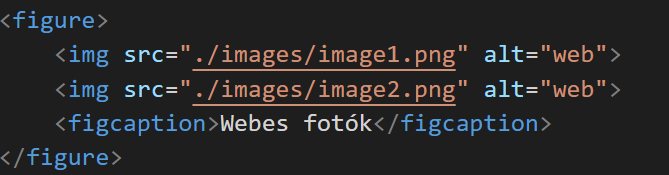 <figure>
<img src="./images/image1.png" alt="web">
<img src="./images/image2.png" alt="web">
<figcaption>Webes fotók</figcaption>
</figure>